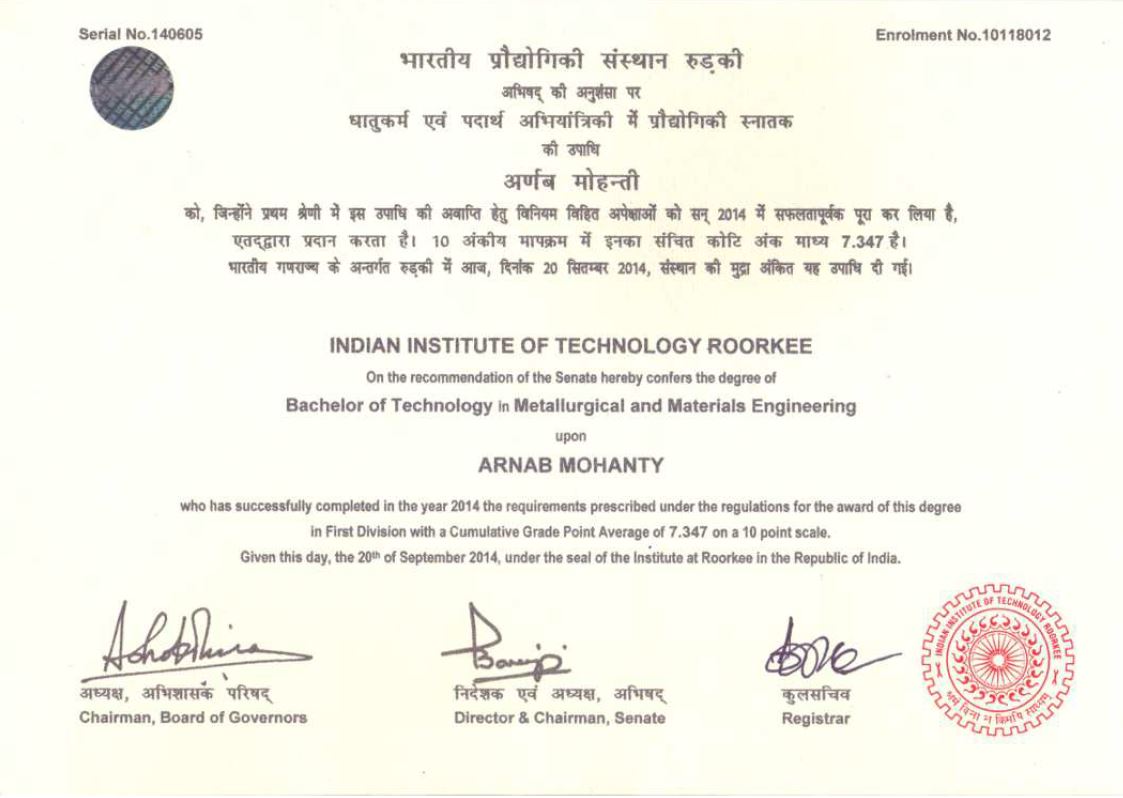 Serial No.140605
Enrolment No.10118012
भारतीय प्रौद्योगिकी संस्थान रुड़की
अभिषद् की अनुशंसा पर
धातुकर्म एवं पदार्थ अभियांत्रिकी में प्रौद्योगिकी स्नातक
की उपाधि
अर्णब मोहन्ती
को, जिन्होंने प्रथम श्रेणी में इस उपाधि की अवाप्ति हेतु विनियम विहित अपेक्षाओं को सन् 2014 में सफलतापूर्वक पूरा कर लिया है,
एतद्द्वारा प्रदान करता है। 10 अंकीय मापक्रम में इनका संचित कोटि अंक माध्य 7.347 है।
भारतीय गणराज्य के अन्तर्गत रुड़की में आज, दिनांक 20 सितम्बर 2014, संस्थान की मुद्रा अंकित यह उपाधि दी गई।
INDIAN INSTITUTE OF TECHNOLOGY ROORKEE
On the recommendation of the Senate hereby confers the degree of
Bachelor of Technology in Metallurgical and Materials Engineering
upon
ARNAB MOHANTY
who has successfully completed in the year 2014 the requirements prescribed under the regulations for the award of this degree
in First Division with a Cumulative Grade Point Average of 7.347 on a 10 point scale.
Given this day, the 20th of September 2014, under the seal of the Institute at Roorkee in the Republic of India.
अध्यक्ष, अभिशासक परिषद्
Chairman, Board of Governors
निदेशक एवं अध्यक्ष, अभिषद्
Director & Chairman, Senate
कुलसचिव
Registrar
INDIAN INSTITUTE OF TECHNOLOGY ROORKEE
श्रमं विना न किमपि साध्यम्